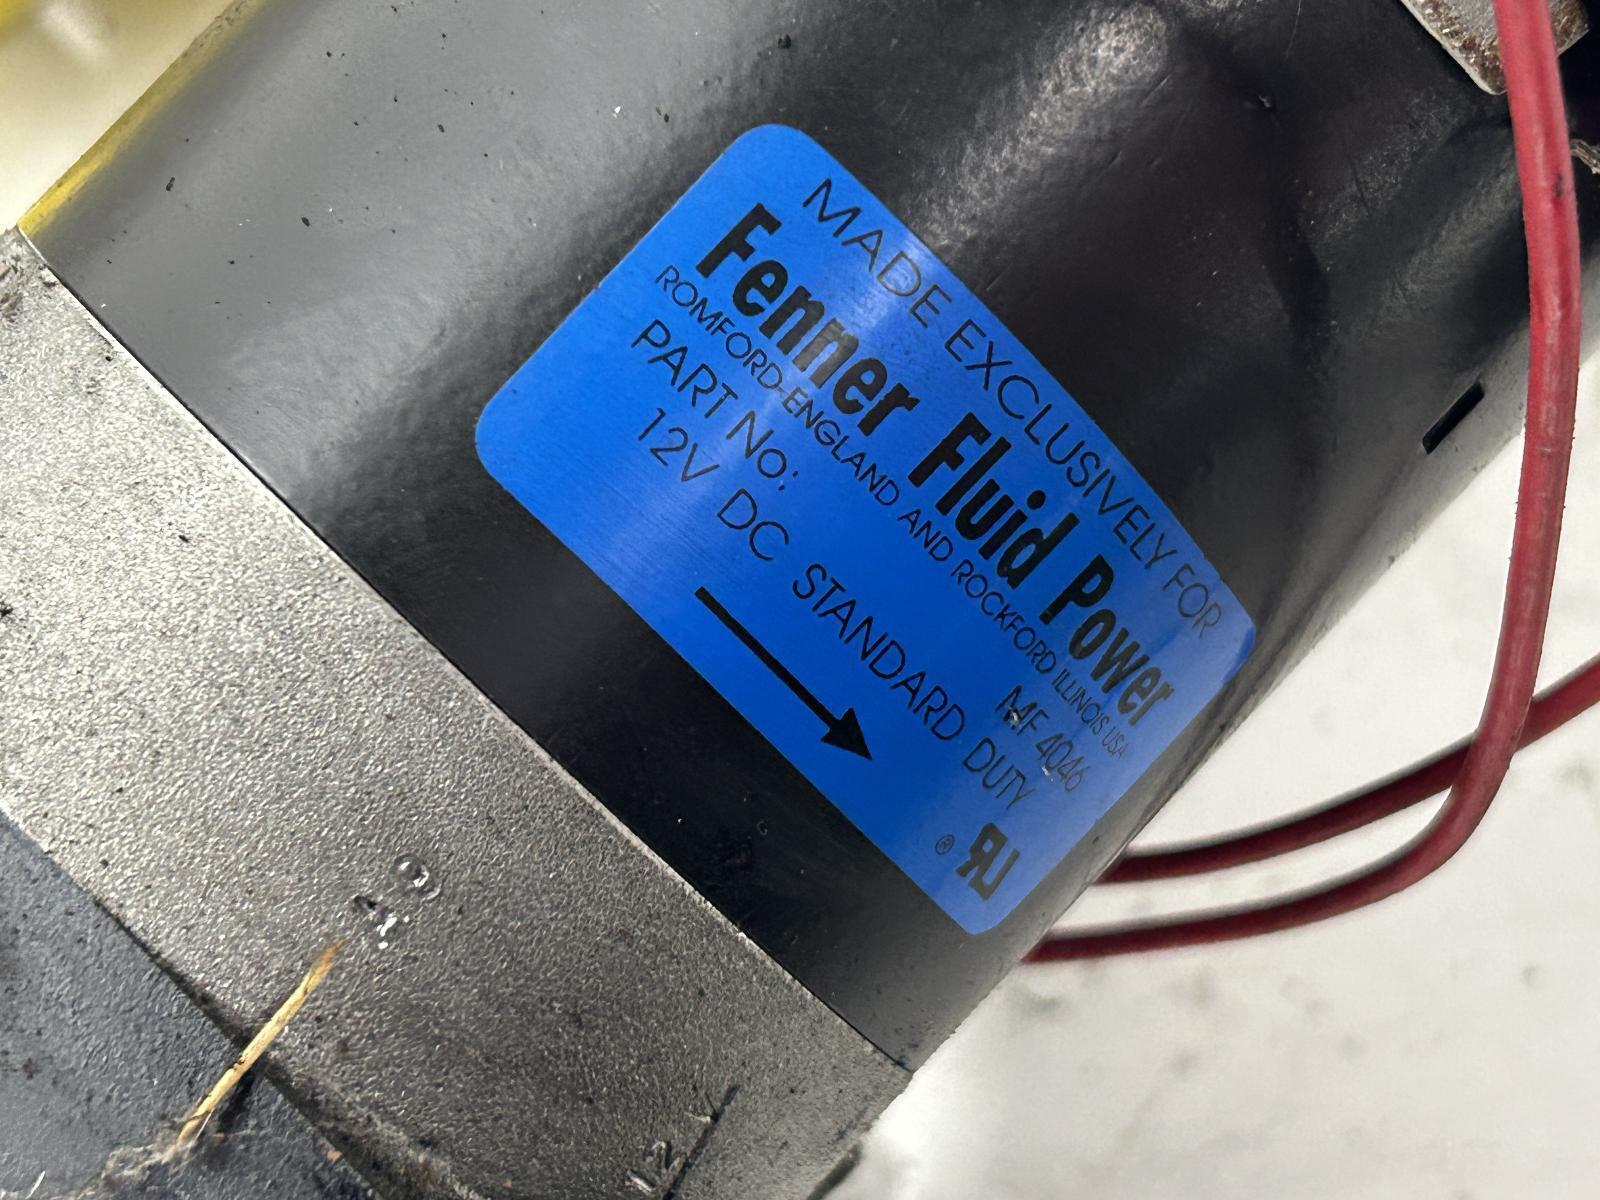 MADE EXCLUSIVELY FOR
Fenner Fluid Power
ROMFORD-ENGLAND AND ROCKFORD ILLINOIS USA
PART No: MF 4046
12V DC STANDARD DUTY
RU ®